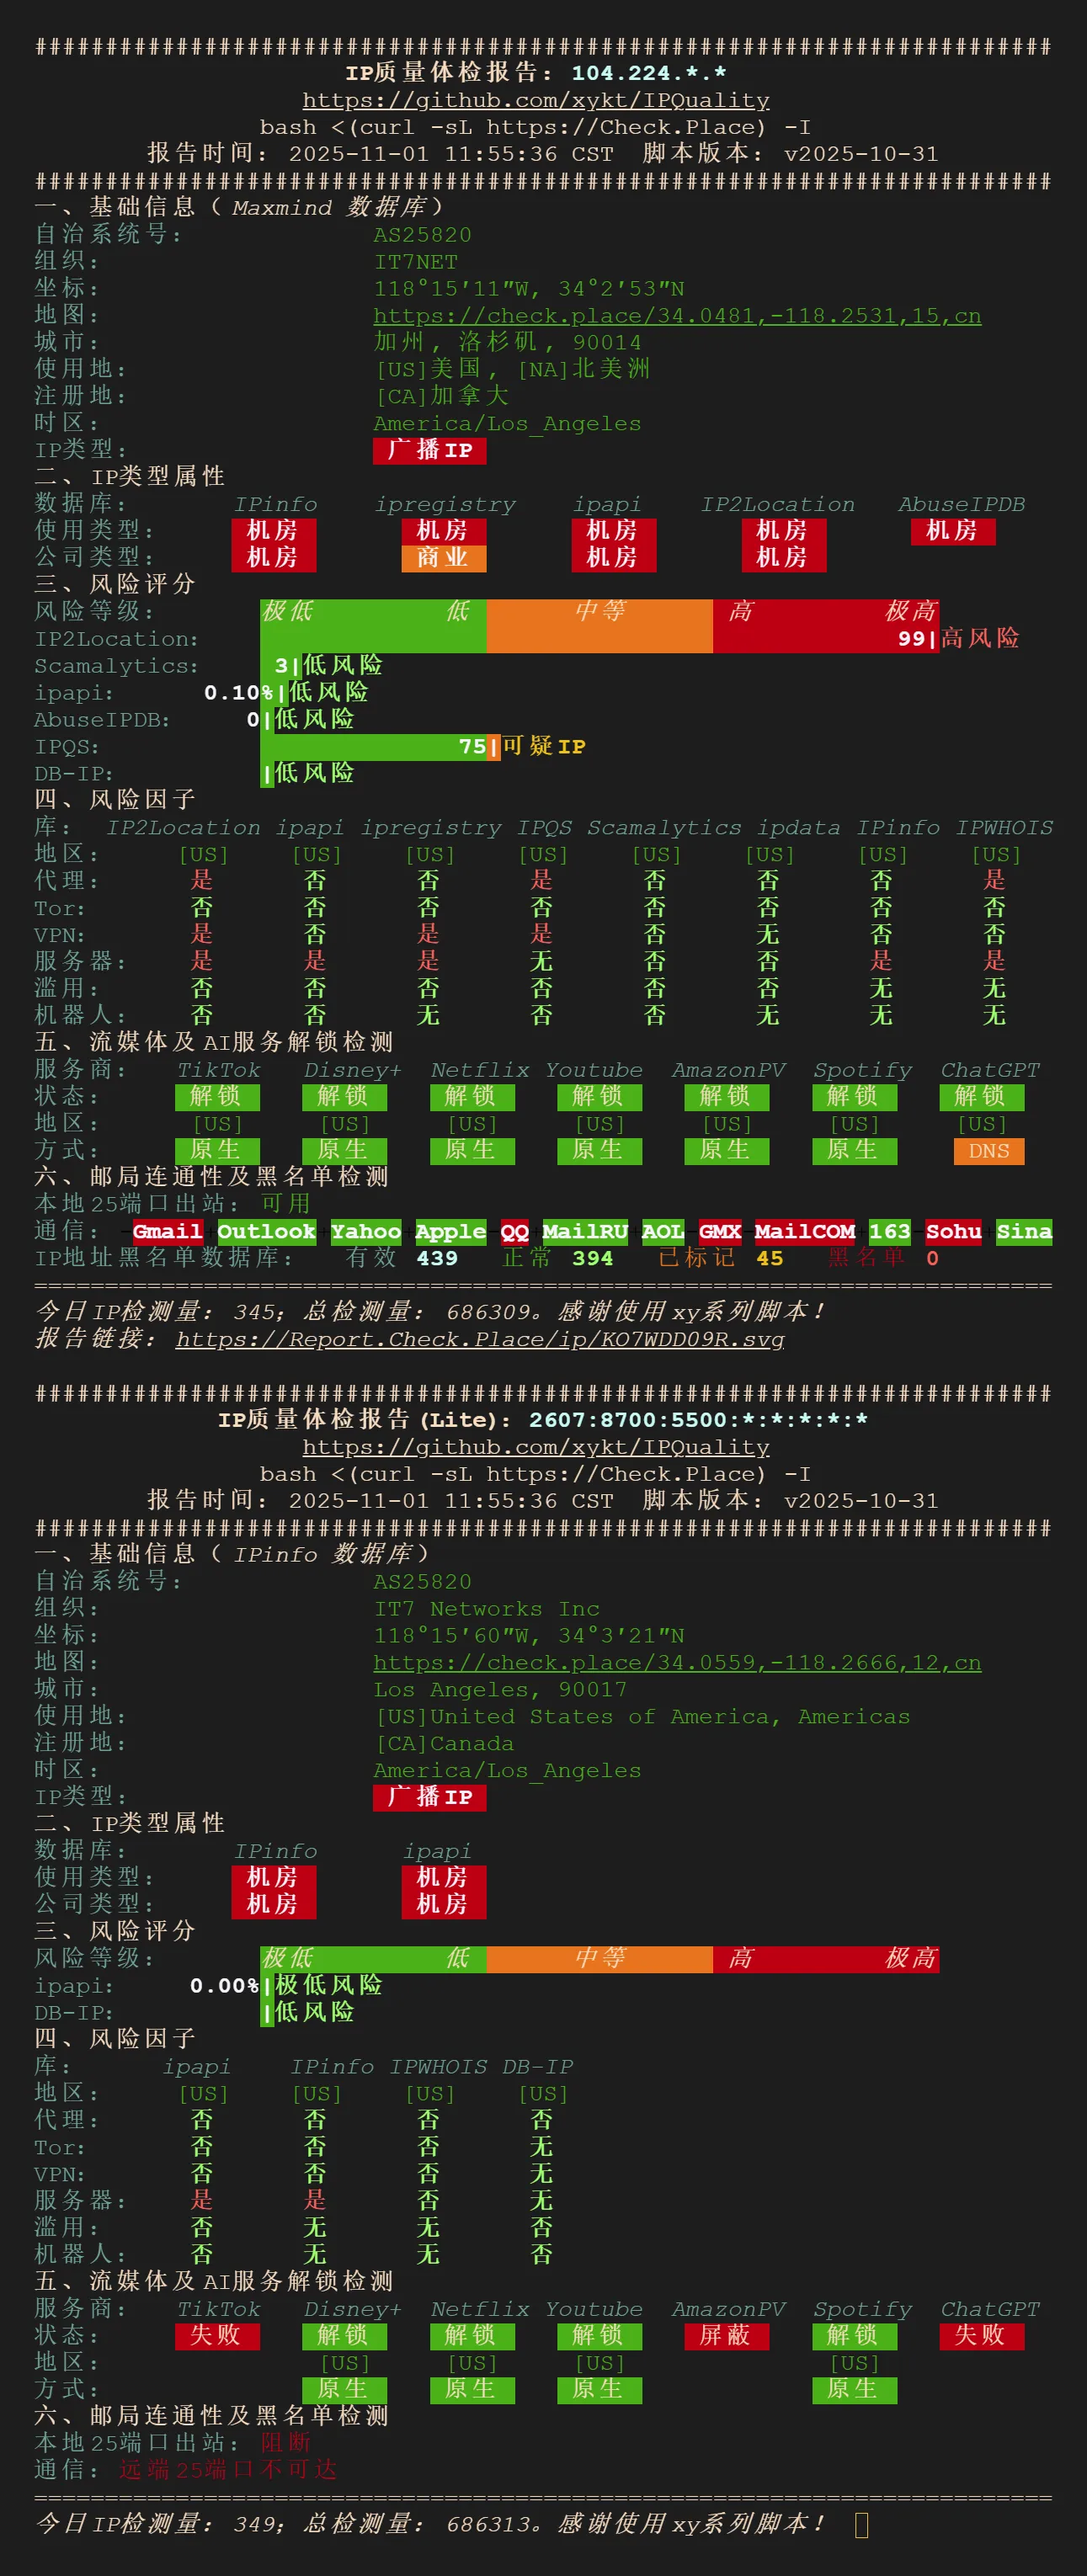 ########################################################################
IP质量体检报告: 104.224.*.*
https://github.com/xykt/IPQuality
bash <(curl -sL https://Check.Place) -I
报告时间: 2025-11-01 11:55:36 CST 脚本版本: v2025-10-31
########################################################################
一、基础信息（Maxmind 数据库）
自治系统号: AS25820
组织: IT7NET
坐标: 118°15′11″W, 34°2′53″N
地图: https://check.place/34.0481,-118.2531,15,cn
城市: 加州, 洛杉矶, 90014
使用地: [US]美国, [NA]北美洲
注册地: [CA]加拿大
时区: America/Los_Angeles
IP类型: 广播IP
二、IP类型属性
数据库: IPinfo ipregistry ipapi IP2Location AbuseIPDB
使用类型: 机房 机房 机房 机房 机房
公司类型: 机房 商业 机房 机房
三、风险评分
风险等级: 极低 低 中等 高 极高
IP2Location: 99|高风险
Scamalytics: 3|低风险
ipapi: 0.10%|低风险
AbuseIPDB: 0|低风险
IPQS: 75|可疑IP
DB-IP: |低风险
四、风险因子
库: IP2Location ipapi ipregistry IPQS Scamalytics ipdata IPinfo IPWHOIS
地区: [US] [US] [US] [US] [US] [US] [US] [US]
代理: 是 否 否 是 否 否 否 是
Tor: 否 否 否 否 否 否 否 否
VPN: 是 否 是 是 否 无 否 否
服务器: 是 是 是 无 否 否 是 是
滥用: 否 否 否 否 否 否 无 无
机器人: 否 否 无 否 否 无 无 无
五、流媒体及AI服务解锁检测
服务商: TikTok Disney+ Netflix Youtube AmazonPV Spotify ChatGPT
状态: 解锁 解锁 解锁 解锁 解锁 解锁 解锁
地区: [US] [US] [US] [US] [US] [US] [US]
方式: 原生 原生 原生 原生 原生 原生 DNS
六、邮局连通性及黑名单检测
本地25端口出站: 可用
通信: -Gmail+Outlook+Yahoo+Apple-QQ+MailRU+AOL-GMX-MailCOM+163-Sohu+Sina
IP地址黑名单数据库: 有效 439 正常 394 已标记 45 黑名单 0
========================================================================
今日IP检测量: 345; 总检测量: 686309。感谢使用xy系列脚本!
报告链接: https://Report.Check.Place/ip/KO7WDD09R.svg
########################################################################
IP质量体检报告(Lite): 2607:8700:5500:*:*:*:*:*
https://github.com/xykt/IPQuality
bash <(curl -sL https://Check.Place) -I
报告时间: 2025-11-01 11:55:36 CST 脚本版本: v2025-10-31
########################################################################
一、基础信息（IPinfo 数据库）
自治系统号: AS25820
组织: IT7 Networks Inc
坐标: 118°15′60″W, 34°3′21″N
地图: https://check.place/34.0559,-118.2666,12,cn
城市: Los Angeles, 90017
使用地: [US]United States of America, Americas
注册地: [CA]Canada
时区: America/Los_Angeles
IP类型: 广播IP
二、IP类型属性
数据库: IPinfo ipapi
使用类型: 机房 机房
公司类型: 机房 机房
三、风险评分
风险等级: 极低 低 中等 高 极高
ipapi: 0.00%|极低风险
DB-IP: |低风险
四、风险因子
库: ipapi IPinfo IPWHOIS DB-IP
地区: [US] [US] [US] [US]
代理: 否 否 否 否
Tor: 否 否 否 无
VPN: 否 否 否 无
服务器: 是 是 否 无
滥用: 否 无 无 否
机器人: 否 无 无 否
五、流媒体及AI服务解锁检测
服务商: TikTok Disney+ Netflix Youtube AmazonPV Spotify ChatGPT
状态: 失败 解锁 解锁 解锁 屏蔽 解锁 失败
地区: [US] [US] [US] [US]
方式: 原生 原生 原生 原生
六、邮局连通性及黑名单检测
本地25端口出站: 阻断
通信: 远端25端口不可达
========================================================================
今日IP检测量: 349; 总检测量: 686313。感谢使用xy系列脚本!